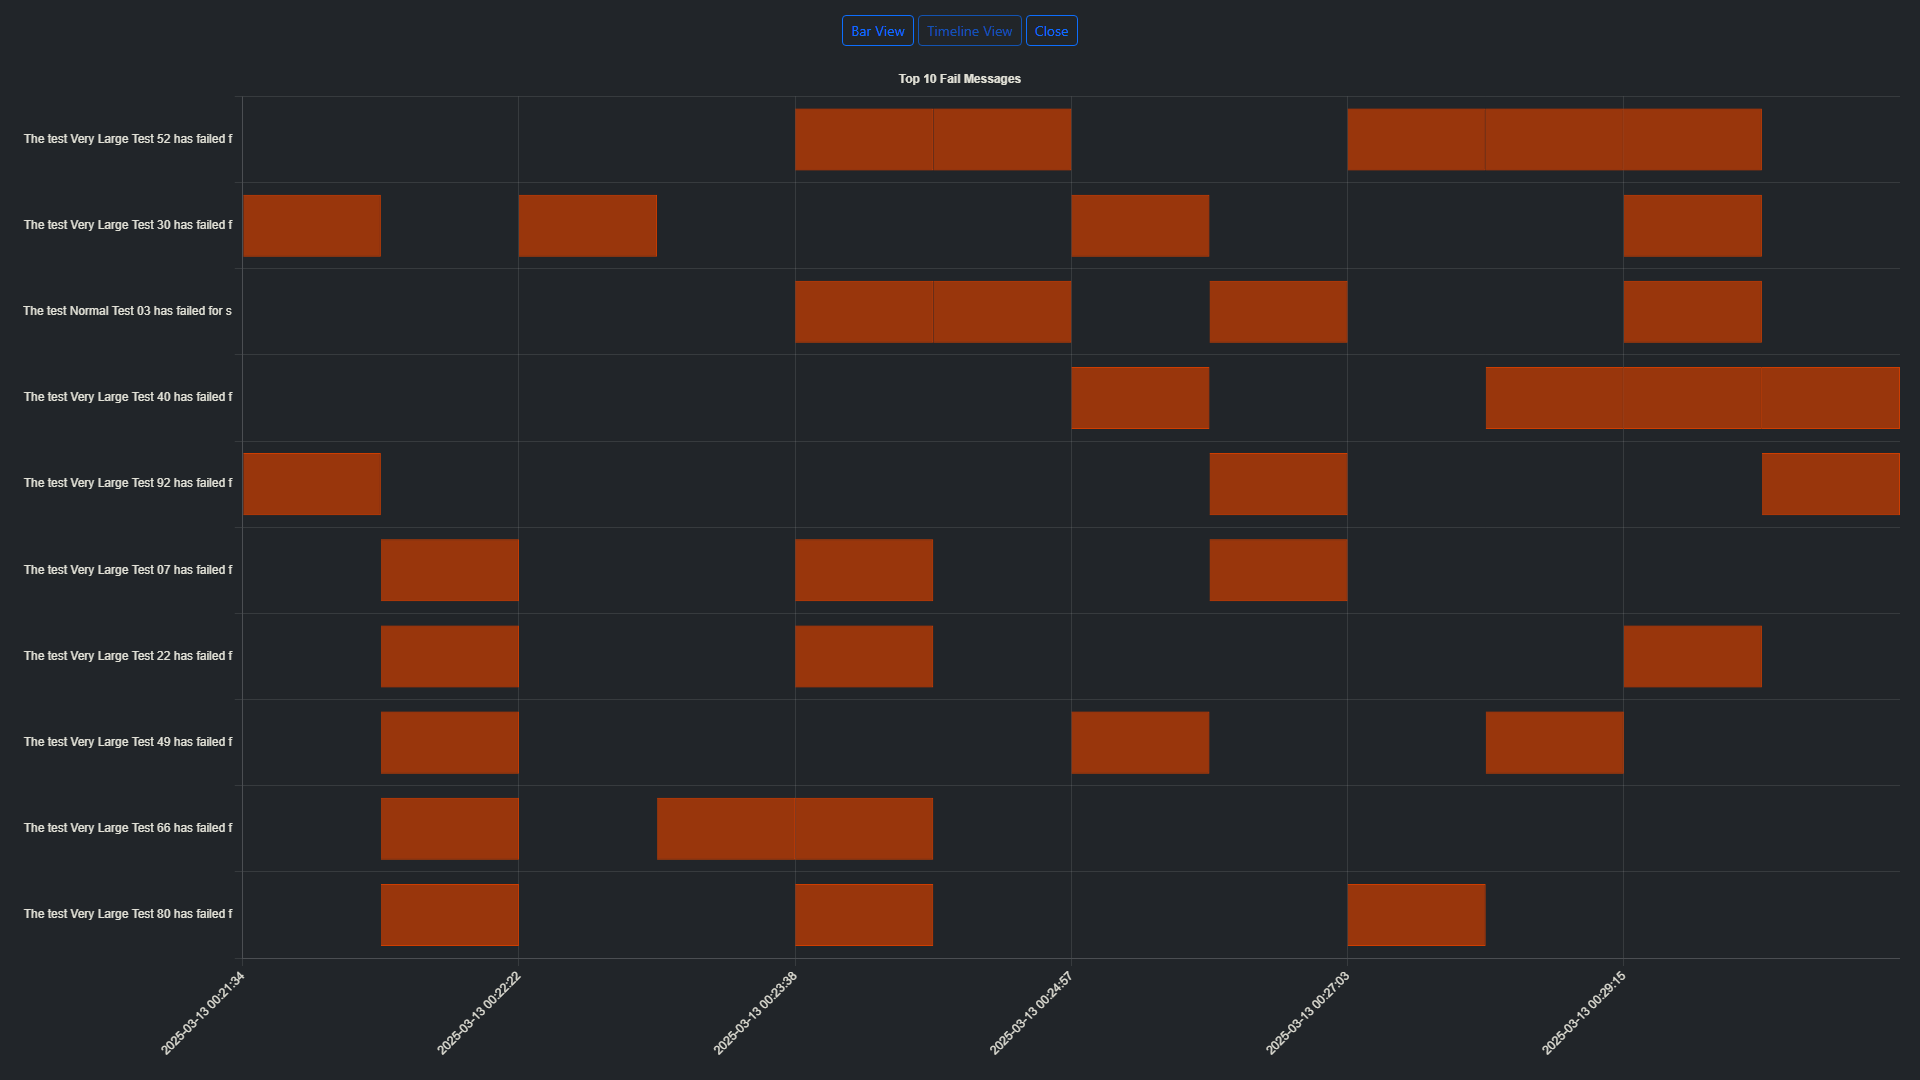 Bar View Timeline View Close
Top 10 Fail Messages
The test Very Large Test 52 has failed f
The test Very Large Test 30 has failed f
The test Normal Test 03 has failed for s
The test Very Large Test 40 has failed f
The test Very Large Test 92 has failed f
The test Very Large Test 07 has failed f
The test Very Large Test 22 has failed f
The test Very Large Test 49 has failed f
The test Very Large Test 66 has failed f
The test Very Large Test 80 has failed f
2025-03-13 00:21:34
2025-03-13 00:22:22
2025-03-13 00:23:38
2025-03-13 00:24:57
2025-03-13 00:27:03
2025-03-13 00:29:15